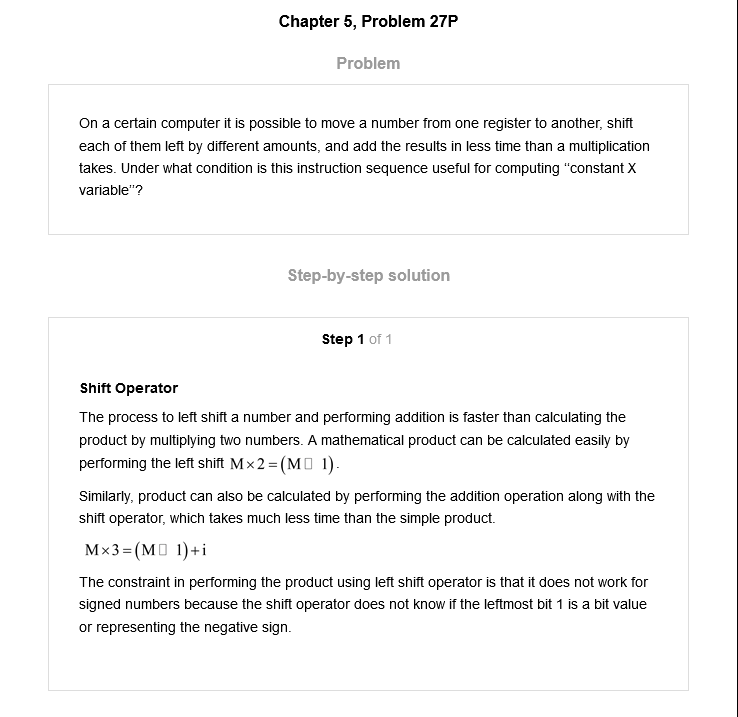 Chapter 5, Problem 27P
Problem
On a certain computer it is possible to move a number from one register to another, shift
each of them left by different amounts, and add the results in less time than a multiplication
takes. Under what condition is this instruction sequence useful for computing “constant X
variable”?
Step-by-step solution
Step 1 of 1
Shift Operator
The process to left shift a number and performing addition is faster than calculating the
product by multiplying two numbers. A mathematical product can be calculated easily by
performing the left shift M×2=(M□ 1).
Similarly, product can also be calculated by performing the addition operation along with the
shift operator, which takes much less time than the simple product.
M×3=(M□ 1)+i
The constraint in performing the product using left shift operator is that it does not work for
signed numbers because the shift operator does not know if the leftmost bit 1 is a bit value
or representing the negative sign.